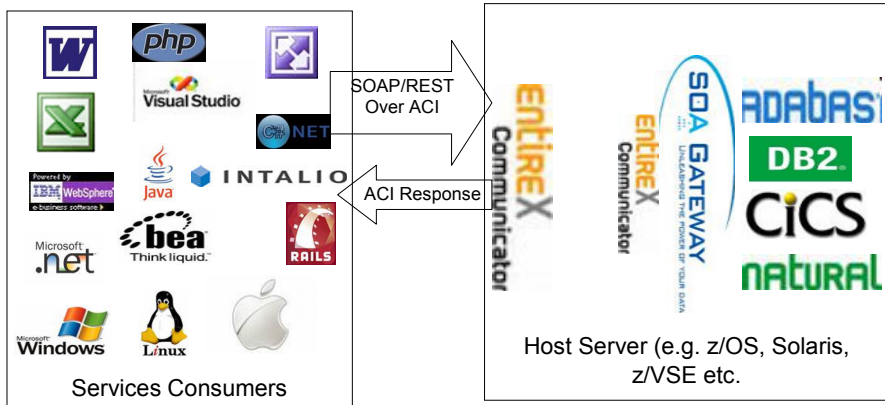 W
php
Microsoft
Visual Studio
X
C# .NET
Powered by
IBM WebSphere
e-business software
Java
INTALIO
Microsoft
.net
bea
Think liquid.™
RAILS
Microsoft
Windows
Linux
Services Consumers
SOAP/REST
Over ACI
ACI Response
EntireX
Communicator
EntireX
Communicator
SOA GATEWAY
UNLEASHING THE POWER OF YOUR DATA
ADABAS
DB2.
CiCS
natural
Host Server (e.g. z/OS, Solaris,
z/VSE etc.